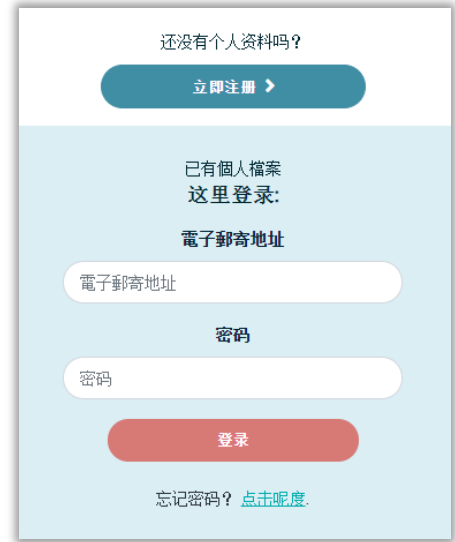 还没有个人资料吗？
立即注册
已有個人檔案
这里登录:
電子郵寄地址
電子郵寄地址
密码
密码
登录
忘记密码？ 点击呢度.